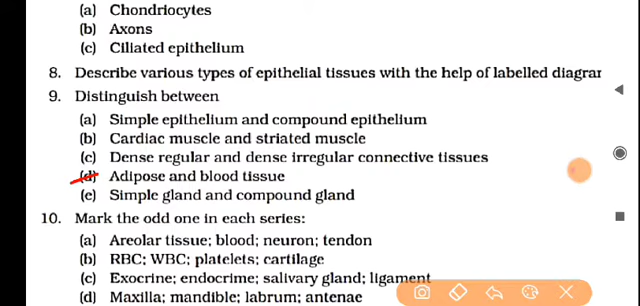 (a) Chondriocytes
(b) Axons
(c) Ciliated epithelium
8. Describe various types of epithelial tissues with the help of labelled diagrar
9. Distinguish between
(a) Simple epithelium and compound epithelium
(b) Cardiac muscle and striated muscle
(c) Dense regular and dense irregular connective tissues
(d) Adipose and blood tissue
(e) Simple gland and compound gland
10. Mark the odd one in each series:
(a) Areolar tissue; blood; neuron; tendon
(b) RBC; WBC; platelets; cartilage
(c) Exocrine; endocrime; salivary gland; ligament
(d) Maxilla; mandible; labrum; antenae